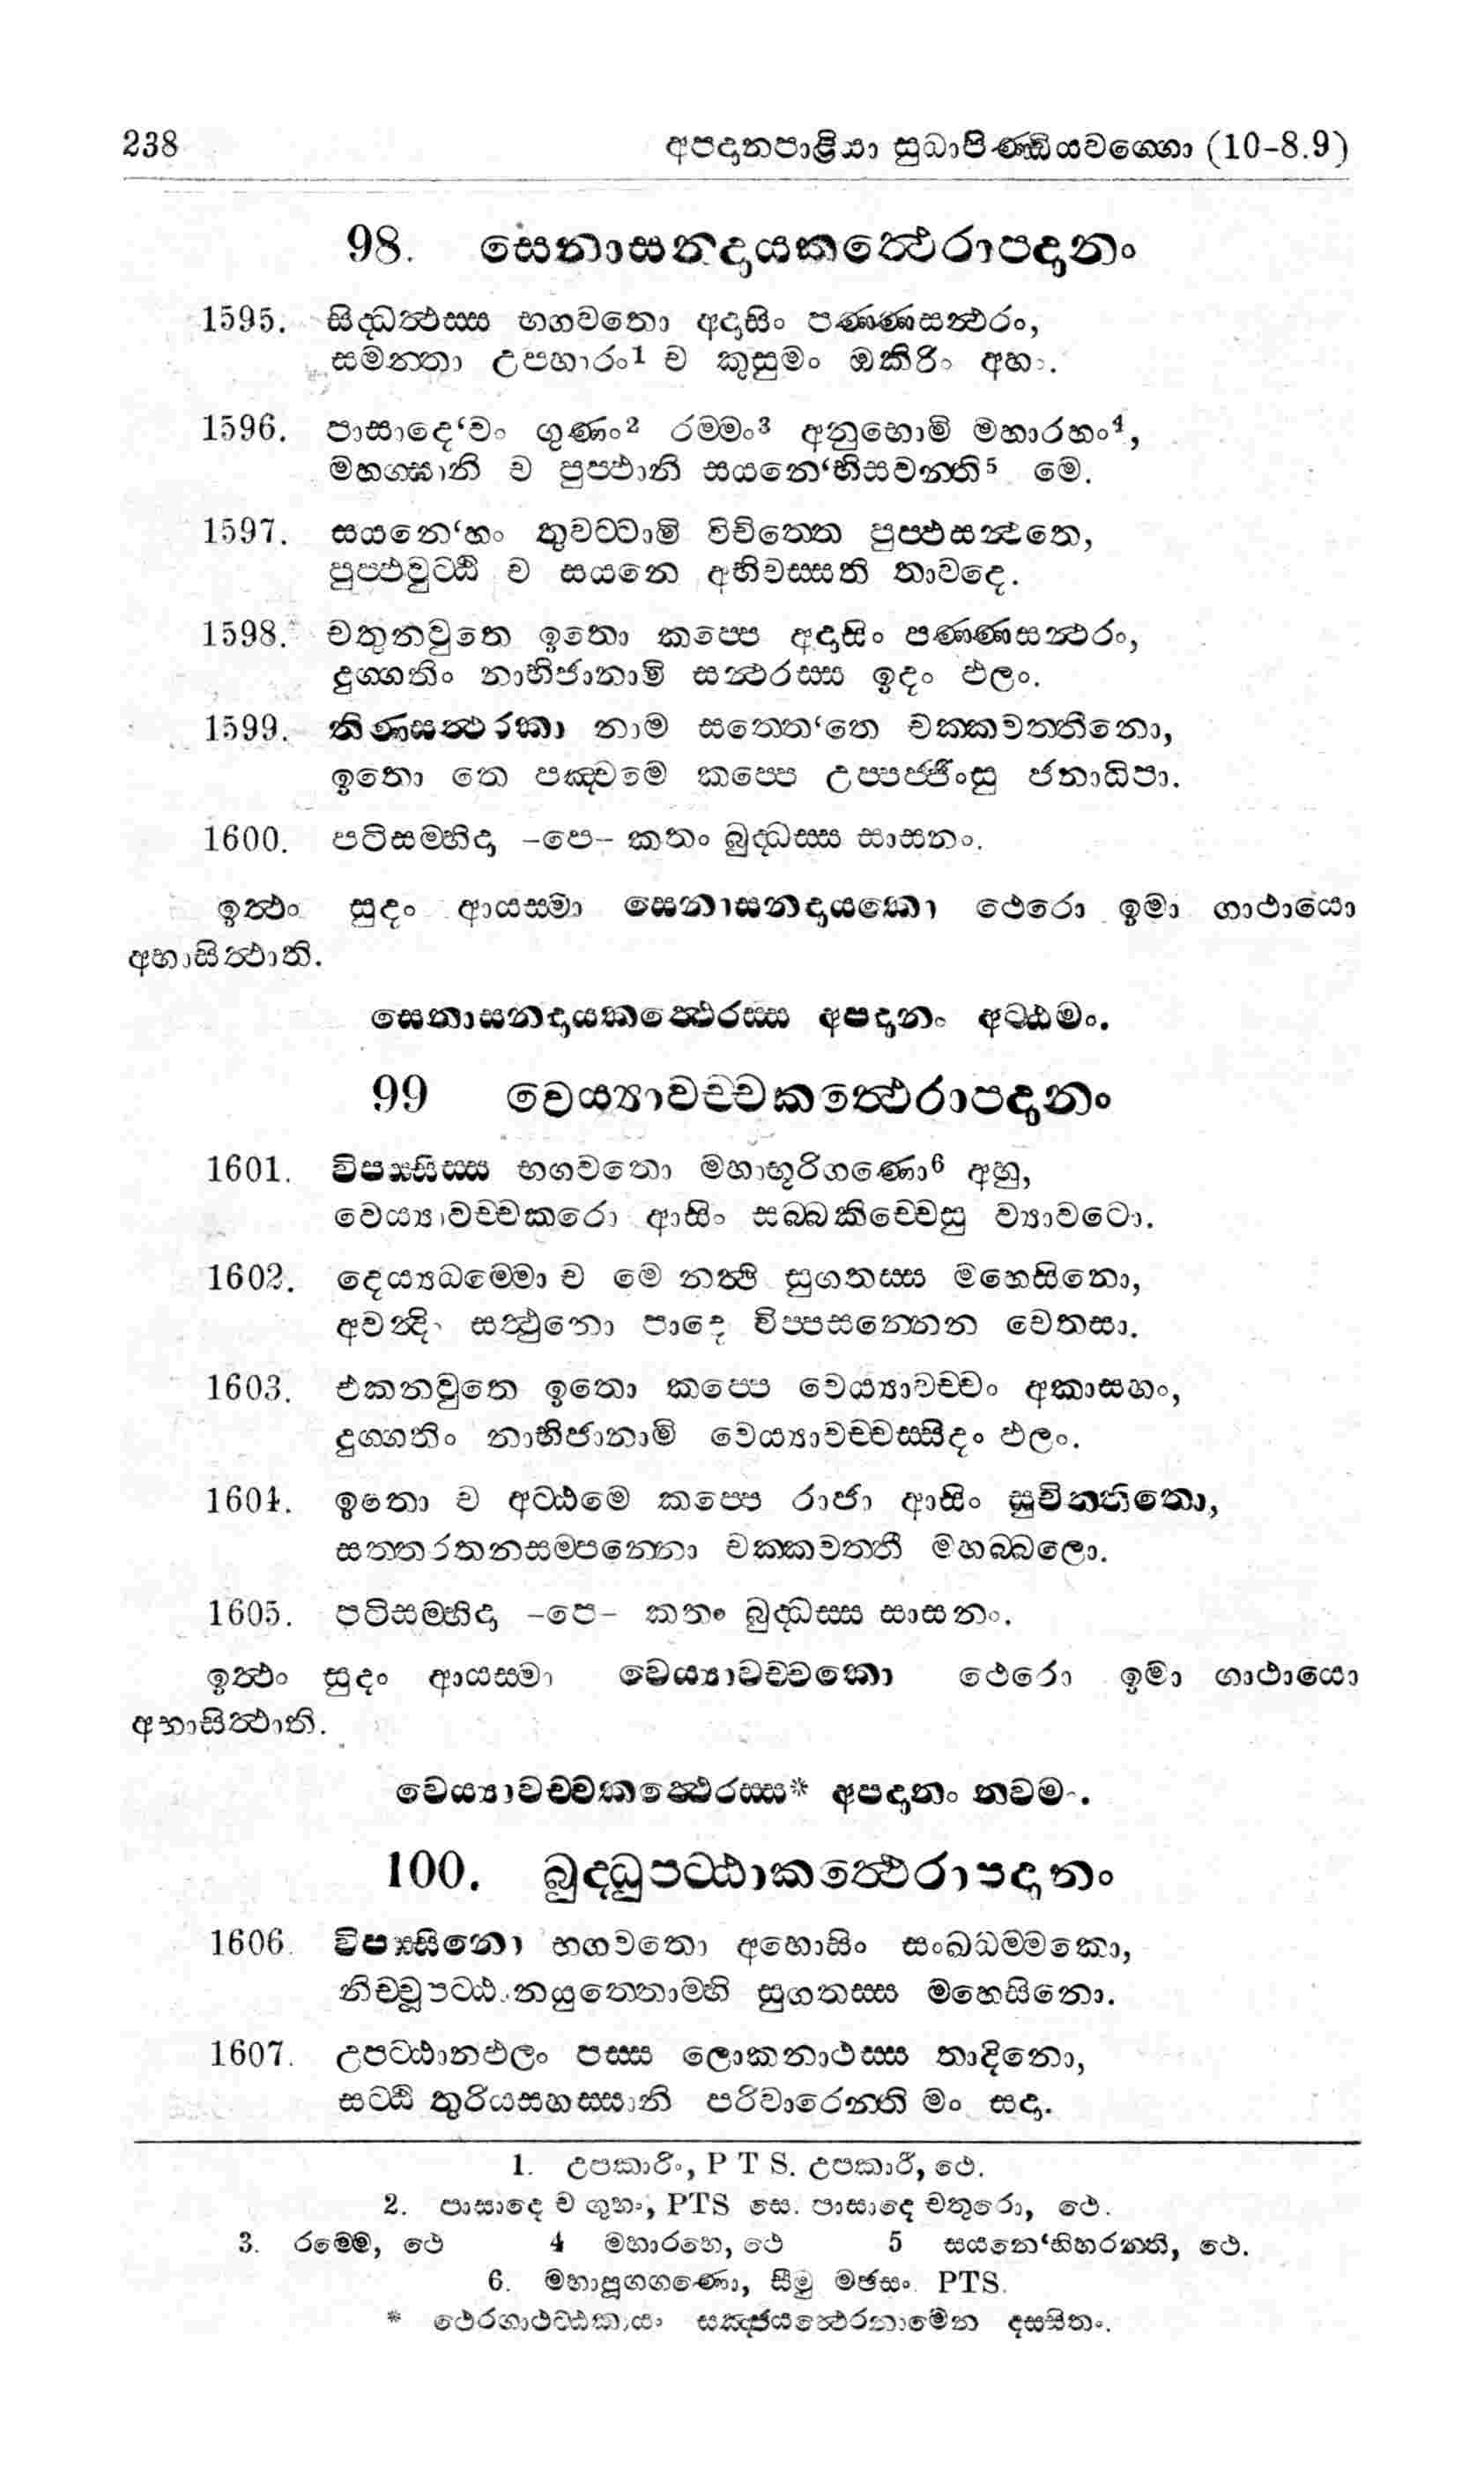 238 අපදානපාළියා සුධාපිණ්ඩියවග්ගො (10-8.9)
98. සෙනාසනදායකත්ථෙරාපදානං
1595. සිද්ධත්ථස්ස භගවතො අදාසිං පණ්ණසන්ථරං,
සමන්තා උපහාරං1 ච කුසුමං ඔකිරිං අහං.
1596. පාසාදෙ‘වං ගුණං2 රම්මං3 අනුභොමි මහාරහං4,
මහග්ඝානි ච පුප්ඵානි සයනෙ‘භිසවන්ති5 මෙ.
1597. සයනෙ‘හං තුවට්ටාමි විචිත්තෙ පුප්ඵසන්ථතෙ,
පුප්ඵවුට්ඨි ච සයනෙ අභිවස්සති තාවදෙ.
1598. චතුනවුතෙ ඉතො කප්පෙ අදාසිං පණ්ණසන්ථරං,
දුග්ගතිං නාභිජානාමි සන්ථරස්ස ඉදං ඵලං.
1599. තිණසන්ථරකා නාම සත්තෙ‘තෙ චක්කවත්තිනො,
ඉතො තෙ පඤ්චමෙ කප්පෙ උප්පජ්ජිංසු ජනාධිපා.
1600. පටිසම්භිදා -පෙ- කතං බුද්ධස්ස සාසනං.
ඉත්ථං සුදං ආයස්මා සෙනාසනදායකො ථෙරො ඉමා ගාථායො
අභාසිත්ථාති.
සෙනාසනදායකත්ථෙරස්ස අපදානං අට්ඨමං.
99 වෙය්‍යාවච්චකත්ථෙරාපදානං
1601. විපස්සිස්ස භගවතො මහාභූරිගණො6 අහු,
වෙය්‍යාවච්චකරො ආසිං සබ්බකිච්චෙසු ව්‍යාවටො.
1602. දෙය්‍යධම්මො ච මෙ නත්ථි සුගතස්ස මහෙසිනො,
අවන්දිං සත්ථුනො පාදෙ විප්පසන්නෙන චෙතසා.
1603. එකනවුතෙ ඉතො කප්පෙ වෙය්‍යාවච්චං අකාසහං,
දුග්ගතිං නාභිජානාමි වෙය්‍යාවච්චස්සිදං ඵලං.
1604. ඉතො ච අට්ඨමෙ කප්පෙ රාජා ආසිං සුචින්තිතො,
සත්තරතනසම්පන්නො චක්කවත්තී මහබ්බලො.
1605. පටිසම්භිදා -පෙ- කතං බුද්ධස්ස සාසනං.
ඉත්ථං සුදං ආයස්මා වෙය්‍යාවච්චකො ථෙරො ඉමා ගාථායො
අභාසිත්ථාති.
වෙය්‍යාවච්චකත්ථෙරස්ස* අපදානං නවමං.
100. බුද්ධුපට්ඨාකත්ථෙරාපදානං
1606. විපස්සිනො භගවතො අහොසිං සංඛධම්මකො,
නිච්චූපට්ඨානයුත්තොම්හි සුගතස්ස මහෙසිනො.
1607. උපට්ඨානඵලං පස්ස ලොකනාථස්ස තාදිනො,
සට්ඨි තුරියසහස්සානි පරිවාරෙන්ති මං සදා.
1. උපකාරිං, P T S. උපකාරී, ථෙ.
2. පාසාදෙ ච ගුහං, PTS සෙ. පාසාදෙ චතුරො, ථෙ.
3. රම්මෙ, ථෙ 4 මහාරහෙ, ථෙ 5 සයනෙ‘භිහරන්ති, ථෙ.
6. මහාපූගගණො, සීමු මඡසං. PTS.
* ථෙරගාථට්ඨකථායං සඤ්ජයත්ථෙරනාමෙන දස්සිතං.